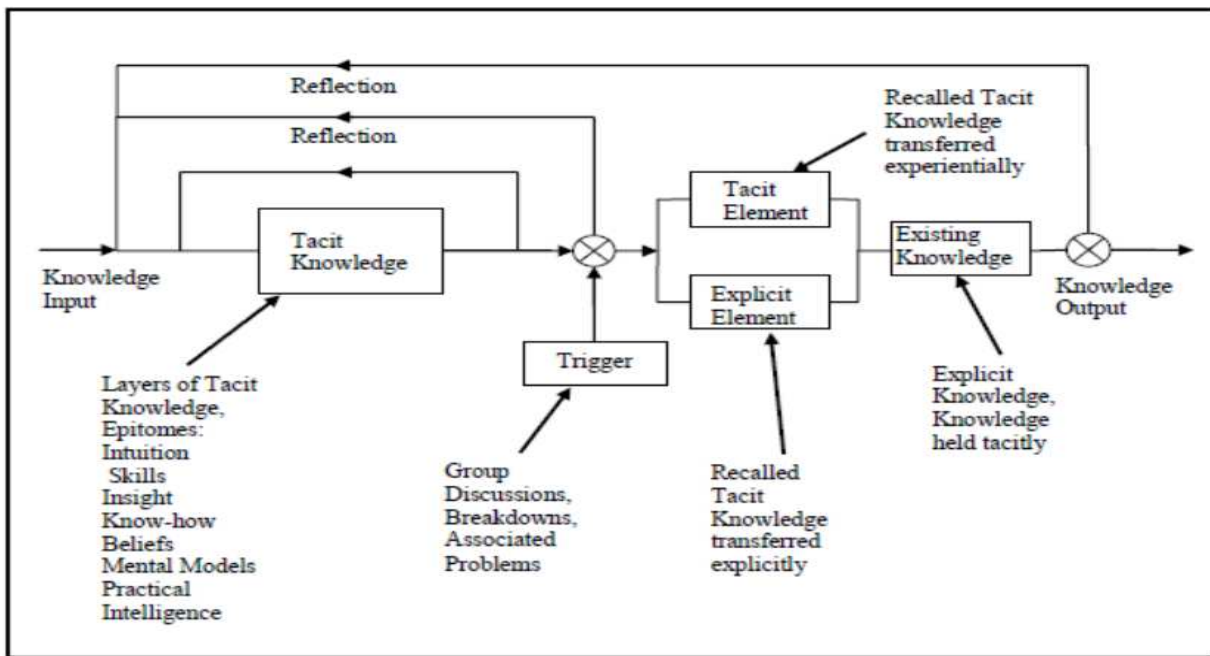 Reflection
Reflection
Recalled Tacit
Knowledge
transferred
experientially
Tacit
Element
Tacit
Knowledge
Existing
Knowledge
Knowledge
Input
Knowledge
Output
Explicit
Element
Trigger
Layers of Tacit
Knowledge,
Epitomes:
Intuition
Skills
Insight
Know-how
Beliefs
Mental Models
Practical
Intelligence
Group
Discussions,
Breakdowns,
Associated
Problems
Recalled
Tacit
Knowledge
transferred
explicitly
Explicit
Knowledge,
Knowledge
held tacitly